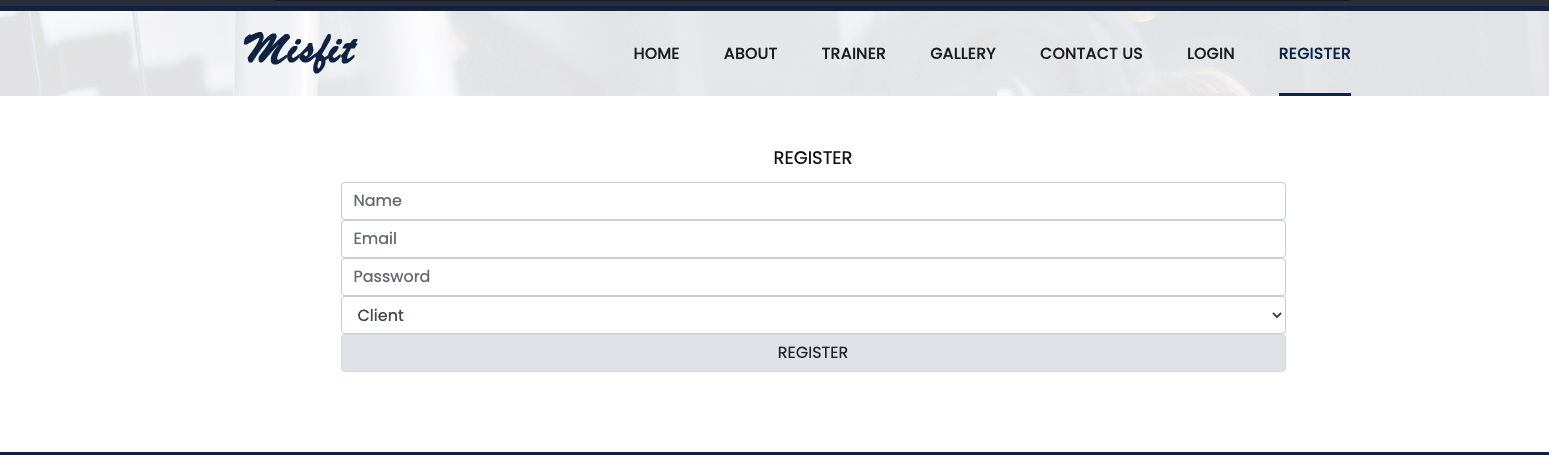 Misfit HOME ABOUT TRAINER GALLERY CONTACT US LOGIN REGISTER
REGISTER
Name
Email
Password
Client
REGISTER